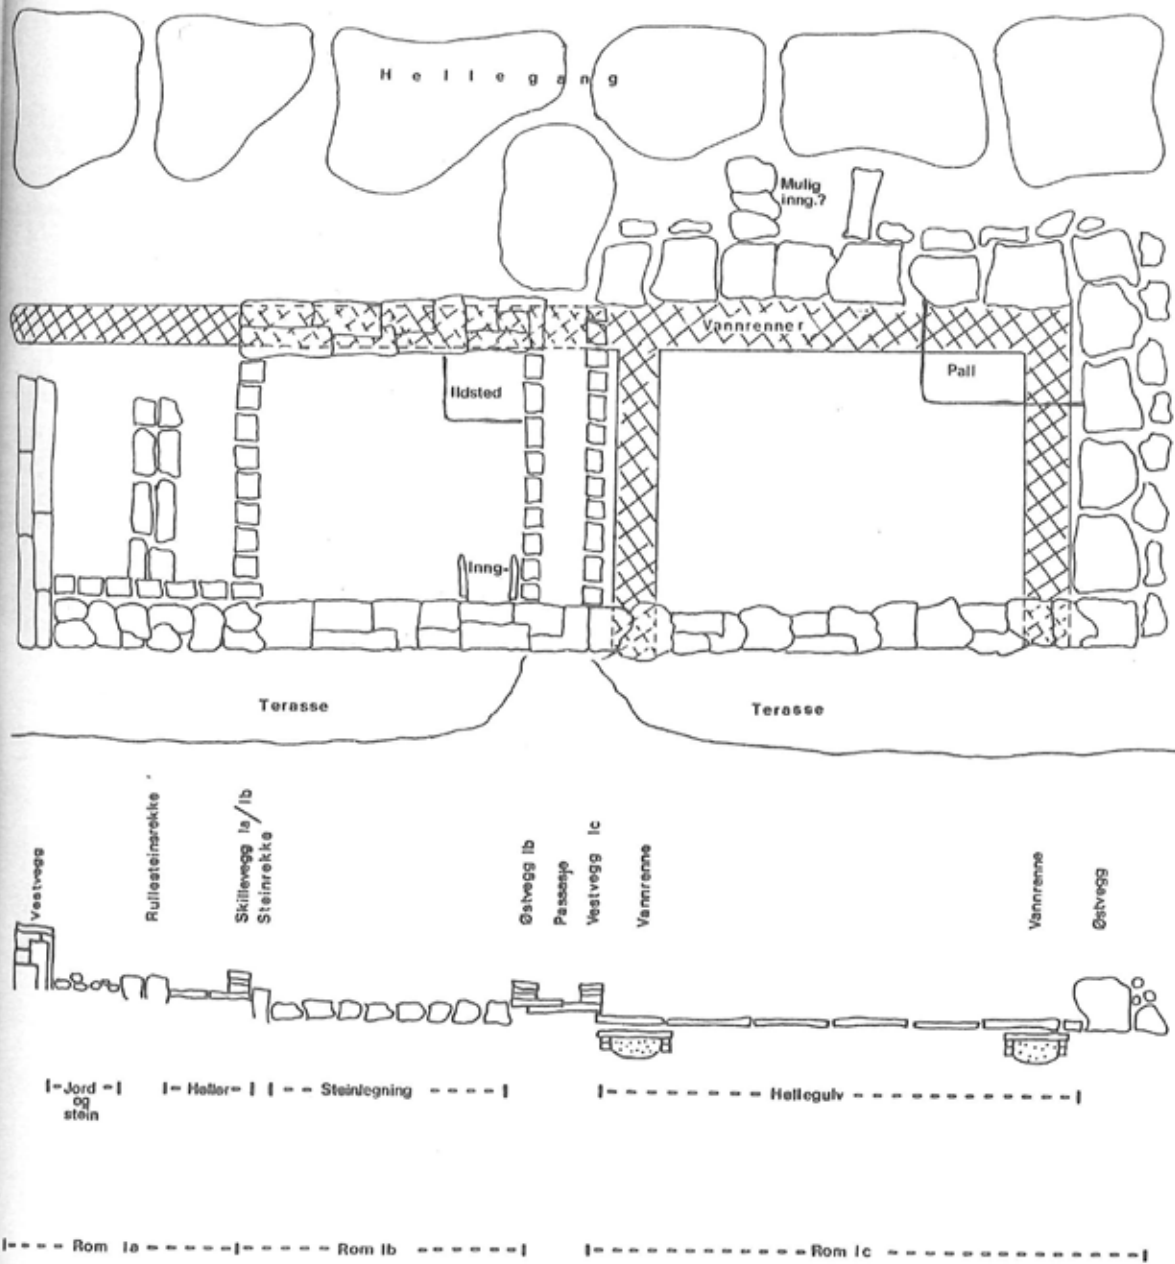 Hellegang
Mulig
inng.?
Vannrenner
Ildsted
Pall
Inng-
Terasse
Terasse
Vestvegg
Rullesteinsrekke
Skillevegg Ia/Ib
Steinrekke
Østvegg Ib
Passasje
Vestvegg Ic
Vannrenne
Vannrenne
Østvegg
Jord
og
stein
Heller
Steinlegning
Hellegulv
Rom Ia
Rom Ib
Rom Ic